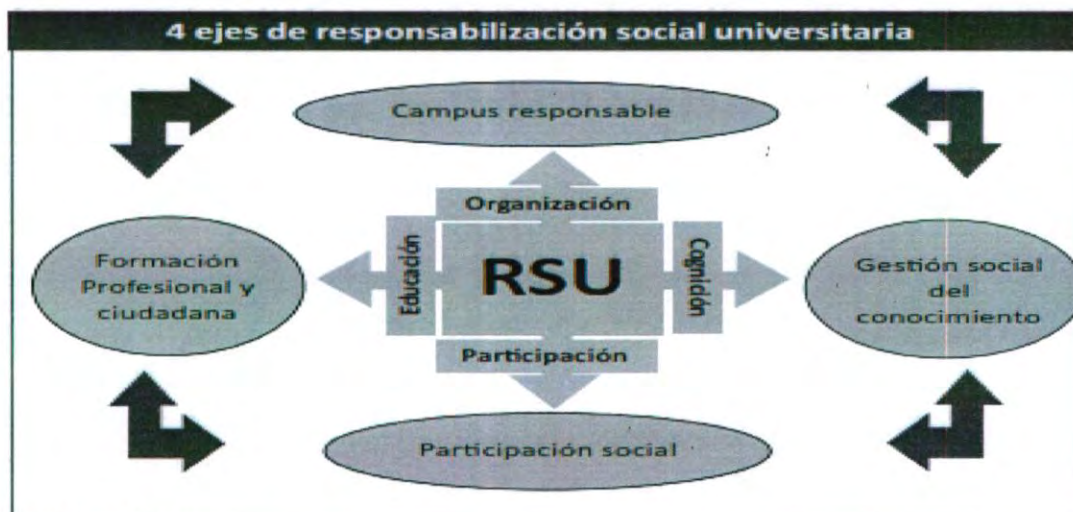 4 ejes de responsabilización social universitaria
Campus responsable
Organización
Formación
Profesional y
ciudadana
Educación
RSU
Cognición
Gestión social
del
conocimiento
Participación
Participación social